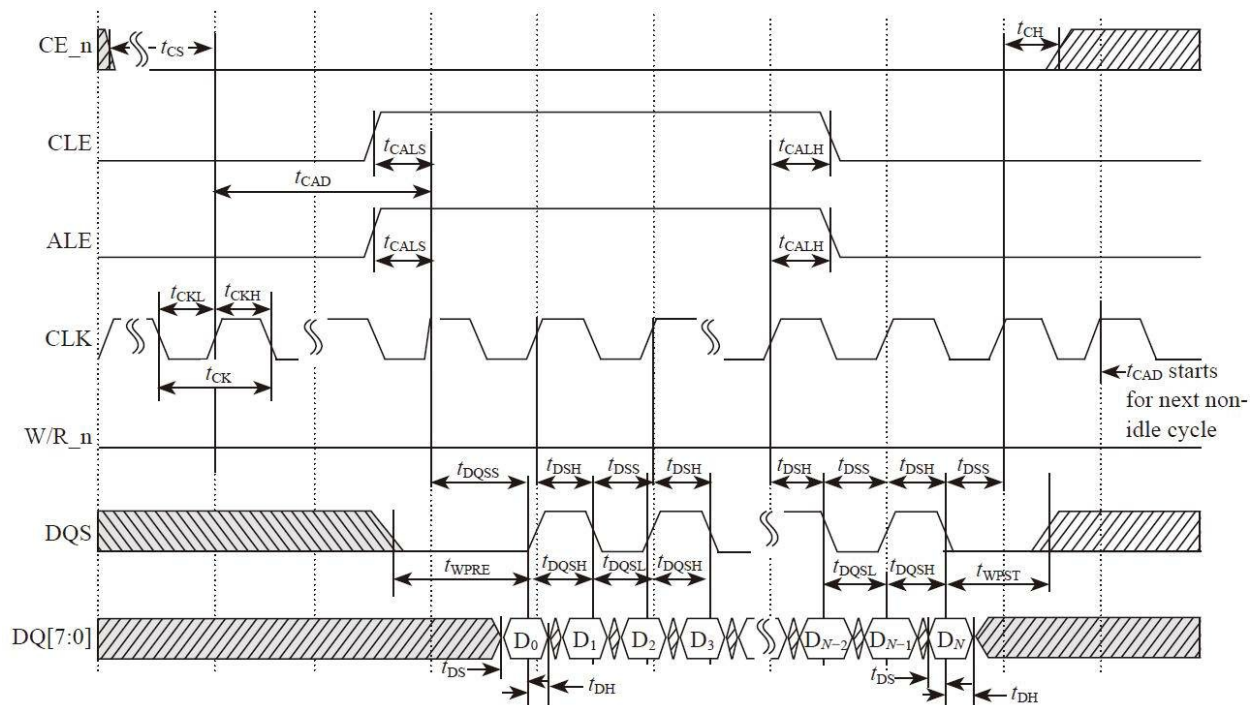 CE_n
tCS
tCH
CLE
tCALS
tCALH
tCAD
ALE
tCALS
tCALH
tCKL
tCKH
CLK
tCK
tCAD starts
for next non-
idle cycle
W/R_n
tDQSS
tDSH
tDSS
tDSH
tDSH
tDSS
tDSH
tDSS
DQS
tWPRE
tDQSH
tDQSL
tDQSH
tDQSL
tDQSH
tWPST
DQ[7:0]
D0
D1
D2
D3
DN−2
DN−1
DN
tDS
tDH
tDS
tDH